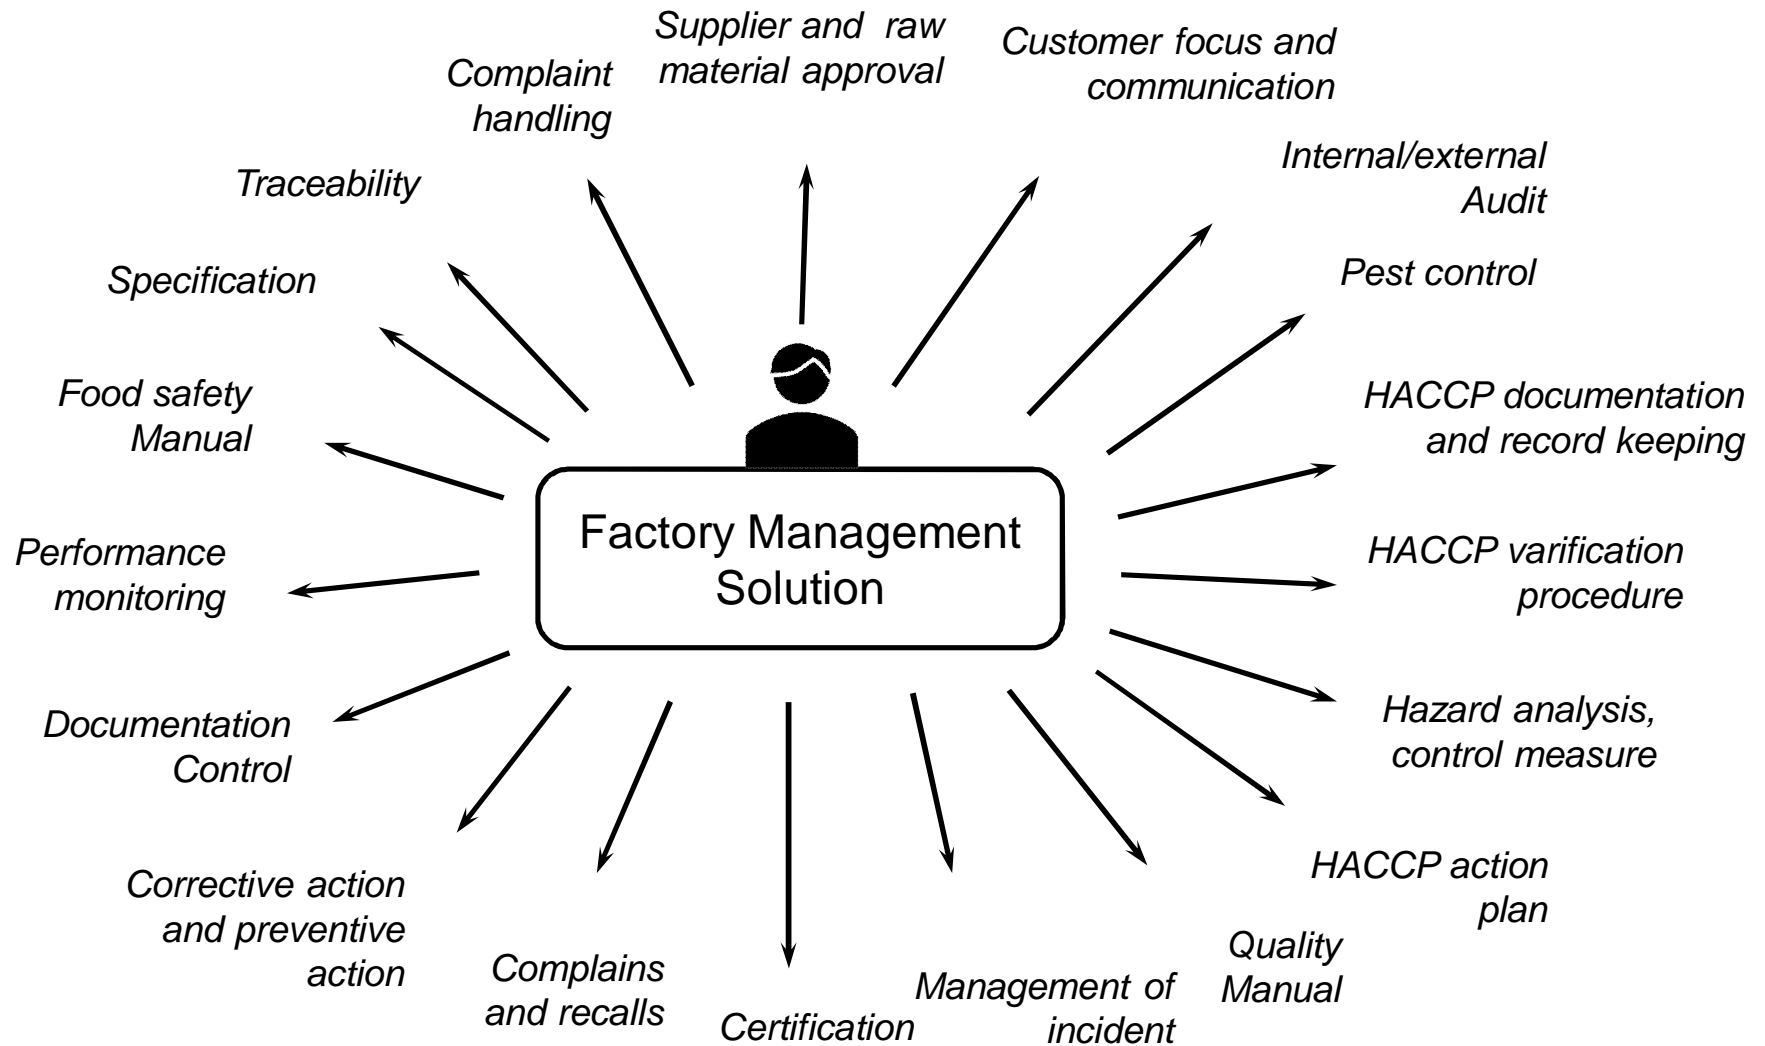 Supplier and raw
material approval
Customer focus and
communication
Complaint
handling
Internal/external
Audit
Traceability
Pest control
Specification
Food safety
Manual
HACCP documentation
and record keeping
Factory Management
Solution
Performance
monitoring
HACCP varification
procedure
Documentation
Control
Hazard analysis,
control measure
Corrective action
and preventive
action
HACCP action
plan
Complains
and recalls
Quality
Manual
Certification
Management of
incident